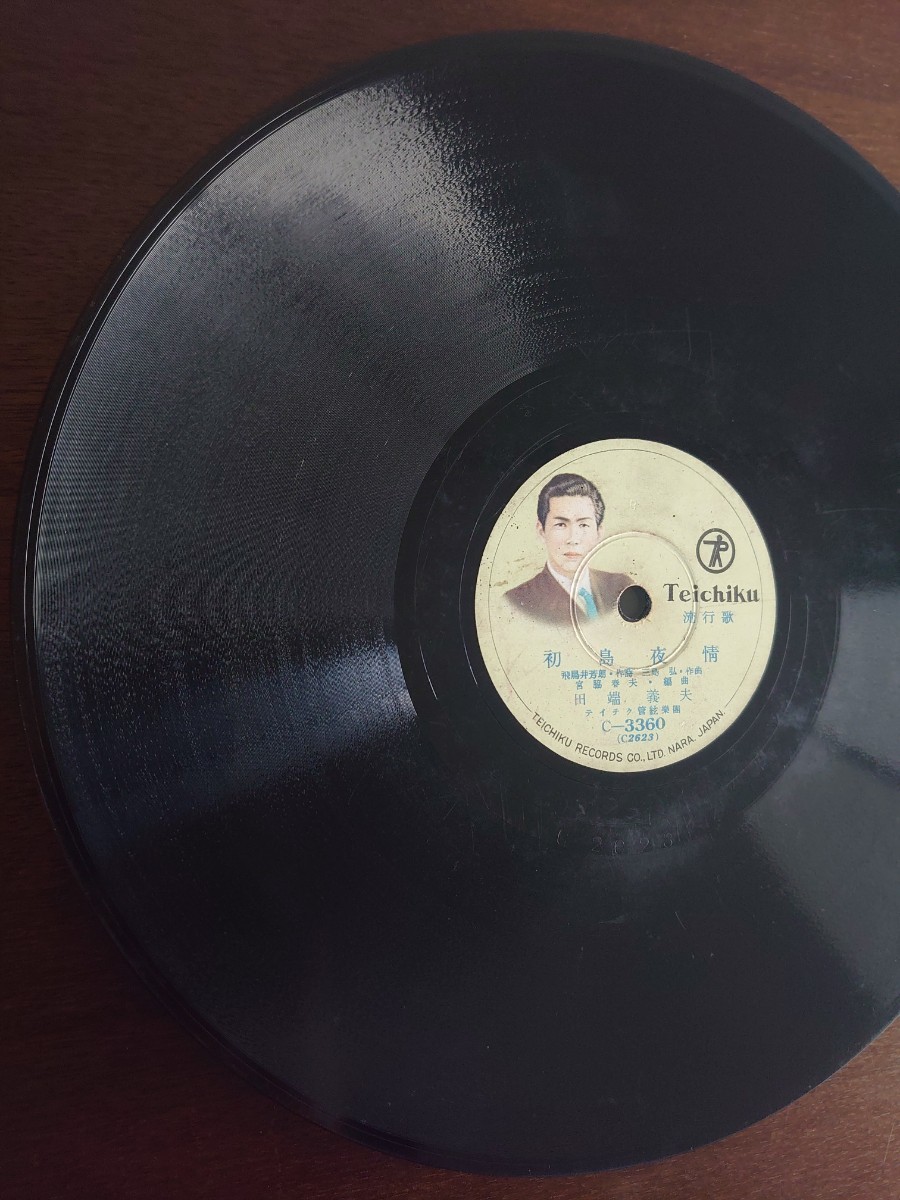 Teichiku
流行歌
初島夜情
飛鳥井芳郎・作詩 三島 弘・作曲
宮脇春夫・編曲
田端義夫
テイチク管絃樂團
C-3360
(C2623)
TEICHIKU RECORDS CO., LTD. NARA. JAPAN.